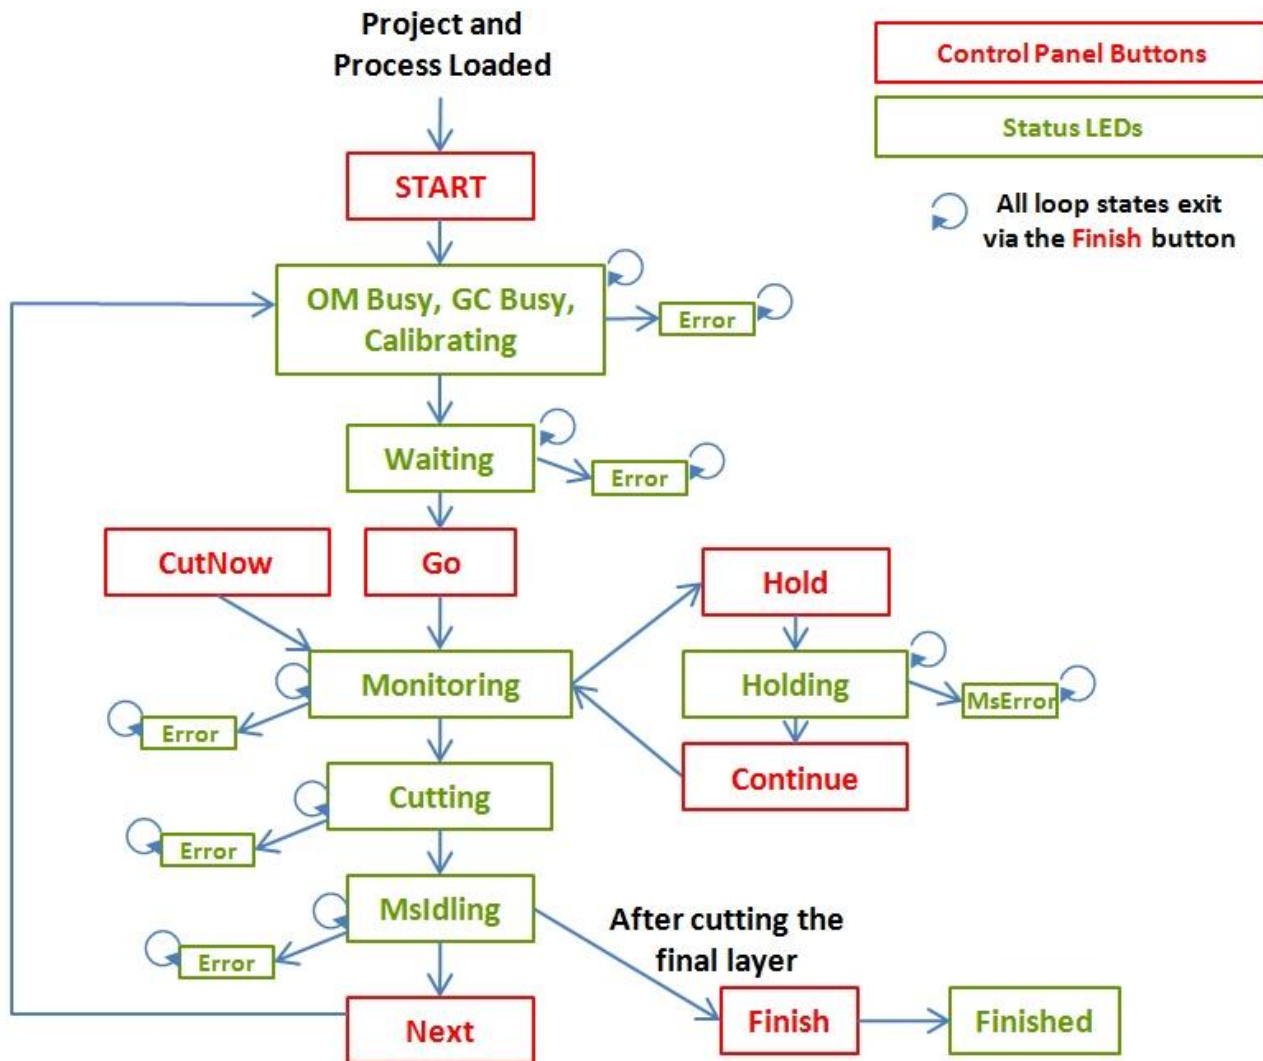 Project and
Process Loaded
Control Panel Buttons
Status LEDs
All loop states exit
via the Finish button
START
OM Busy, GC Busy,
Calibrating
Error
Waiting
Error
CutNow
Go
Hold
Monitoring
Holding
MsError
Error
Continue
Cutting
Error
MsIdling
After cutting the
final layer
Error
Next
Finish
Finished